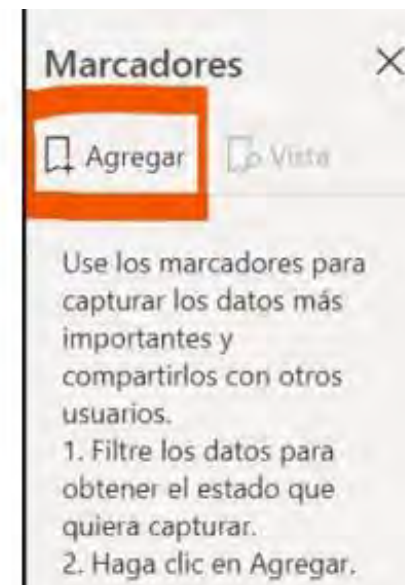 Marcadores
Agregar Vista
Use los marcadores para
capturar los datos más
importantes y
compartirlos con otros
usuarios.
1. Filtre los datos para
obtener el estado que
quiera capturar.
2. Haga clic en Agregar.